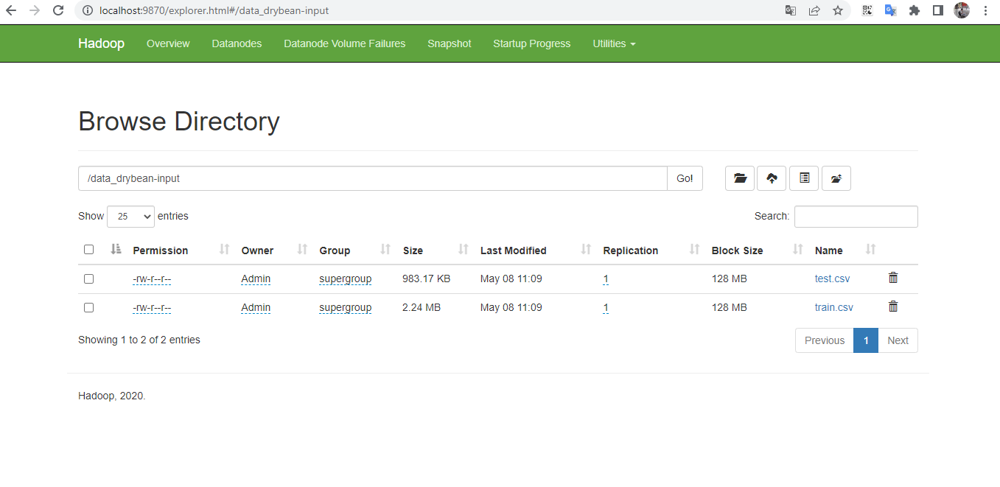 localhost:9870/explorer.html#/data_drybean-input
Hadoop Overview Datanodes Datanode Volume Failures Snapshot Startup Progress Utilities
Browse Directory
/data_drybean-input Go!
Show 25 entries Search:
Permission Owner Group Size Last Modified Replication Block Size Name
-rw-r--r-- Admin supergroup 983.17 KB May 08 11:09 1 128 MB test.csv
-rw-r--r-- Admin supergroup 2.24 MB May 08 11:09 1 128 MB train.csv
Showing 1 to 2 of 2 entries Previous 1 Next
Hadoop, 2020.